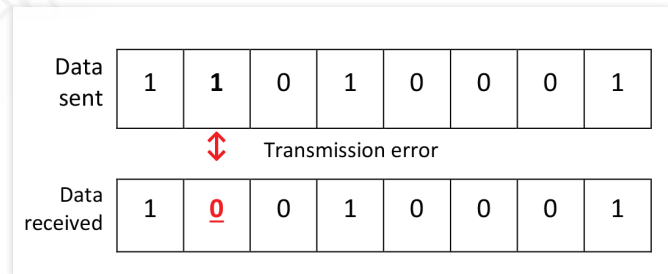 Data
sent
1 1 0 1 0 0 0 1
Transmission error
Data
received
1 0 0 1 0 0 0 1